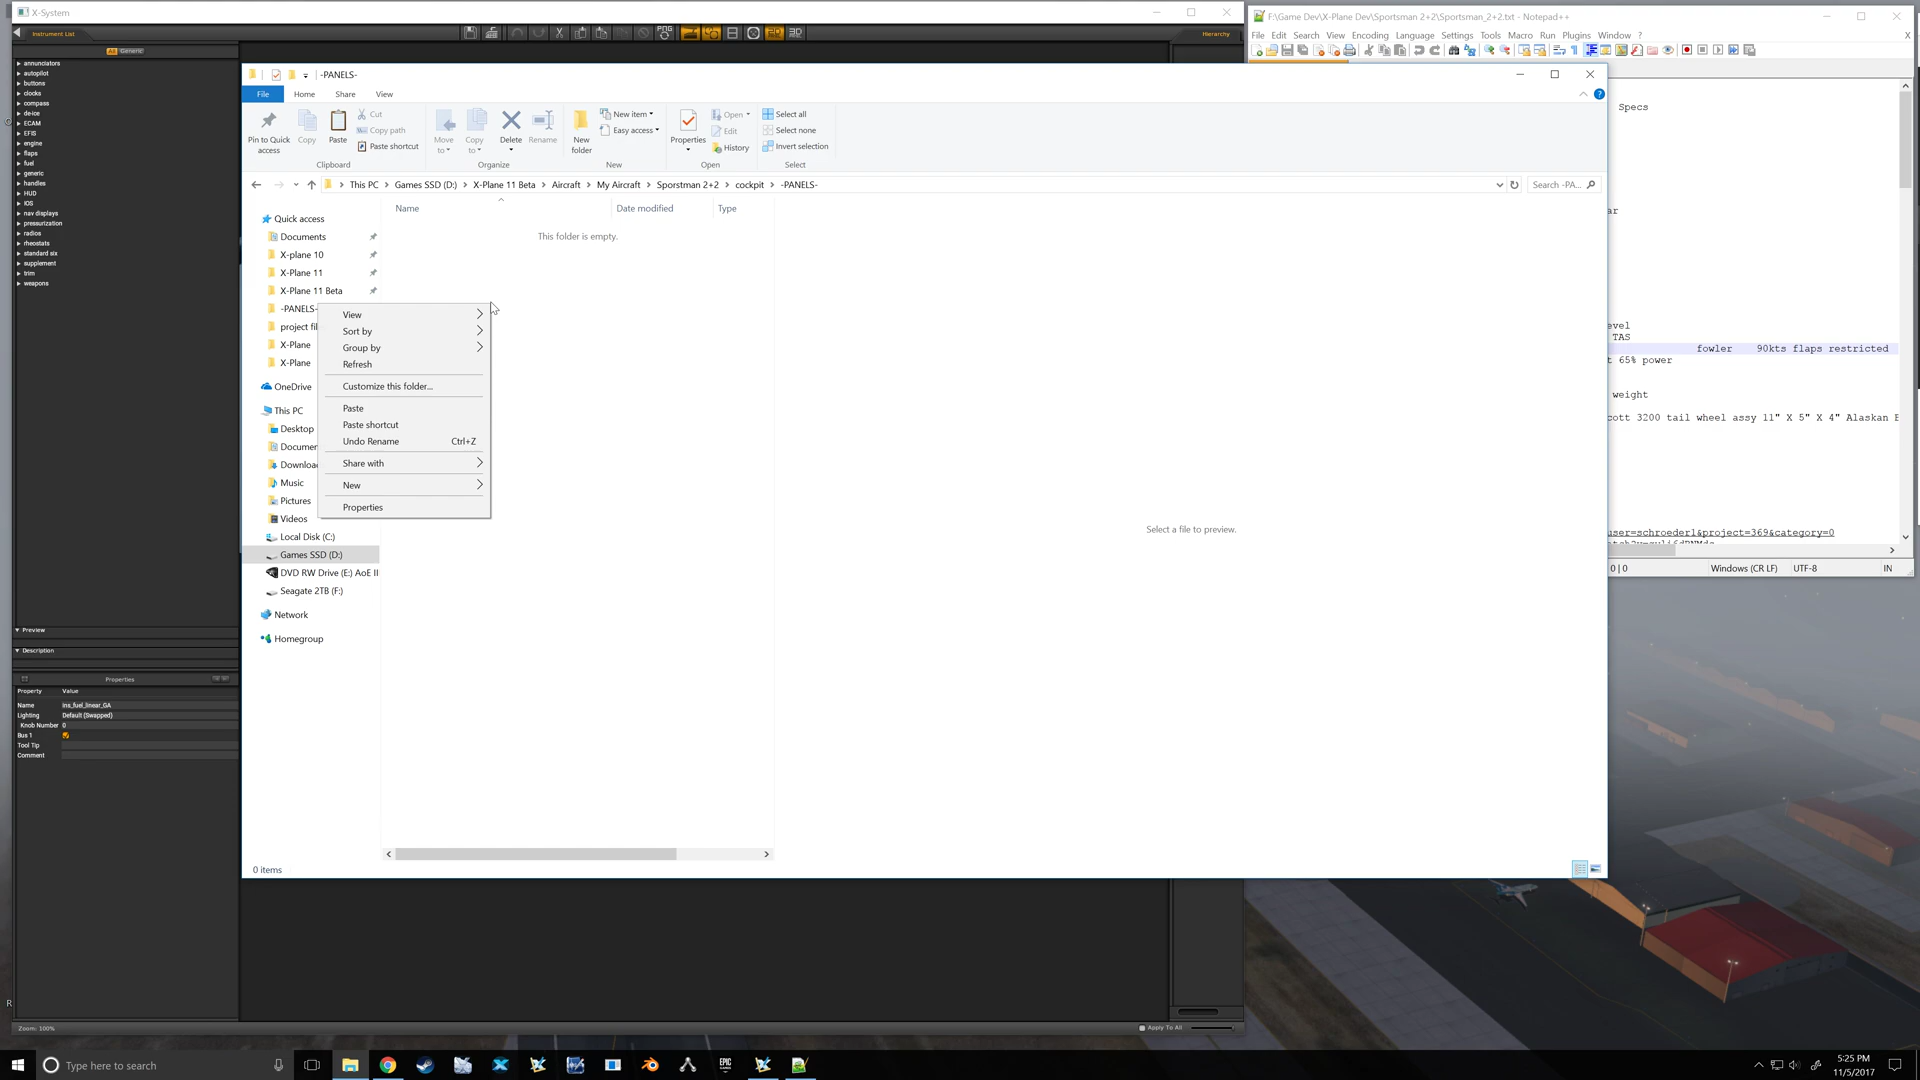 X-System
Instrument List
All Generic
Hierarchy
annunciators
autopilot
buttons
clocks
compass
de-ice
ECAM
EFIS
engine
flaps
fuel
generic
handles
HUD
IOS
nav displays
pressurization
radios
rheostats
standard six
supplement
trim
weapons
Preview
Description
Properties
Property Value
Name ins_fuel_linear_GA
Lighting Default (Swapped)
Knob Number 0
Bus 1
Tool Tip
Comment
Zoom: 100%
Apply To All
-PANELS-
File Home Share View
Pin to Quick access
Copy
Paste
Cut
Copy path
Paste shortcut
Clipboard
Move to
Copy to
Delete
Rename
Organize
New folder
New item
Easy access
New
Properties
Open
Edit
History
Open
Select all
Select none
Invert selection
Select
This PC > Games SSD (D:) > X-Plane 11 Beta > Aircraft > My Aircraft > Sporstman 2+2 > cockpit > -PANELS-
Search -PA...
Name Date modified Type
This folder is empty.
Quick access
Documents
X-plane 10
X-Plane 11
X-Plane 11 Beta
-PANELS-
project fil
X-Plane
X-Plane
OneDrive
This PC
Desktop
Documen
Downloa
Music
Pictures
Videos
Local Disk (C:)
Games SSD (D:)
DVD RW Drive (E:) AoE II
Seagate 2TB (F:)
Network
Homegroup
View
Sort by
Group by
Refresh
Customize this folder...
Paste
Paste shortcut
Undo Rename Ctrl+Z
Share with
New
Properties
Select a file to preview.
0 items
F:\Game Dev\X-Plane Dev\Sportsman 2+2\Sportsman_2+2.txt - Notepad++
File Edit Search View Encoding Language Settings Tools Macro Run Plugins Window ? X
Specs
ar
evel
TAS
fowler 90kts flaps restricted
t 65% power
weight
cott 3200 tail wheel assy 11" X 5" X 4" Alaskan
user=schroeder1&project=369&category=0
0 | 0 Windows (CR LF) UTF-8 IN
Type here to search
5:25 PM
11/5/2017